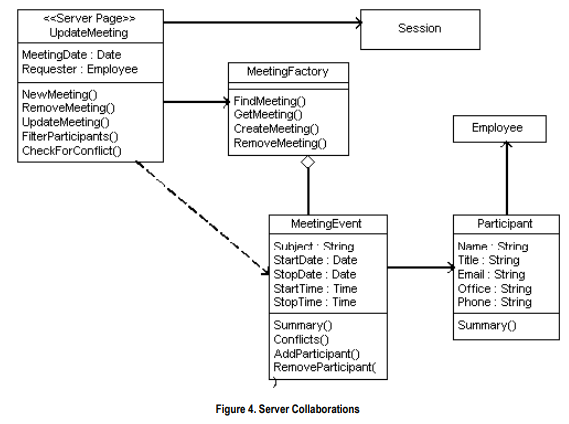 <<Server Page>>
UpdateMeeting
MeetingDate : Date
Requester : Employee
NewMeeting()
RemoveMeeting()
UpdateMeeting()
FilterParticipants()
CheckForConflict()
Session
MeetingFactory
FindMeeting()
GetMeeting()
CreateMeeting()
RemoveMeeting()
Employee
MeetingEvent
Subject : String
StartDate : Date
StopDate : Date
StartTime : Time
StopTime : Time
Summary()
Conflicts()
AddParticipant()
RemoveParticipant(
)
Participant
Name : String
Title : String
Email : String
Office : String
Phone : String
Summary()
Figure 4. Server Collaborations